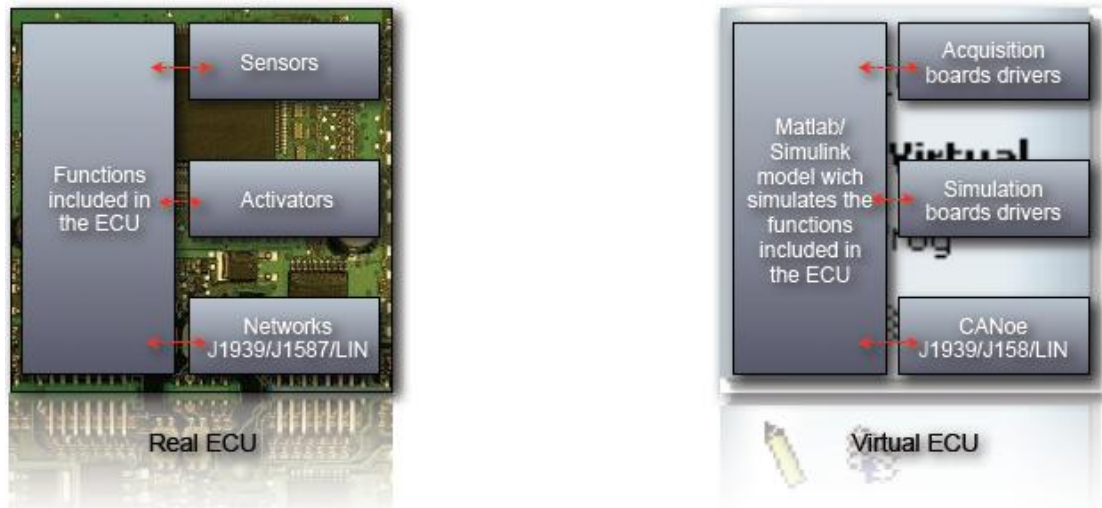 Functions
included in
the ECU
Sensors
Activators
Networks
J1939/J1587/LIN
Real ECU
Matlab/
Simulink
model wich
simulates the
functions
included in
the ECU
Acquisition
boards drivers
Virtual
Simulation
boards drivers
CANoe
J1939/J158/LIN
Virtual ECU